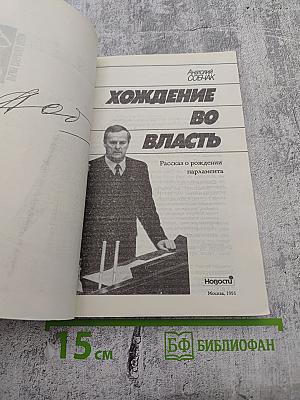 Анатолий
СОБЧАК
ХОЖДЕНИЕ
ВО
ВЛАСТЬ
Рассказ о рождении
парламента
Новости
Москва, 1991
15 см
БФ БИБЛИОФАН